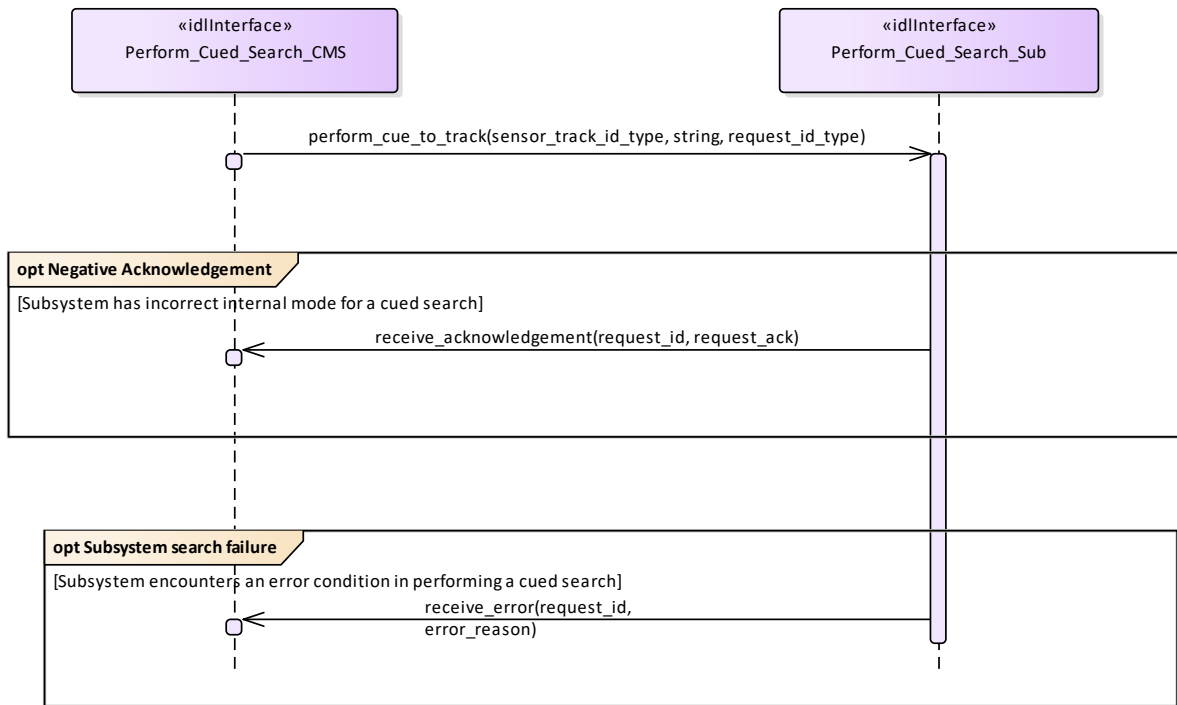 «idlInterface»
Perform_Cued_Search_CMS
«idlInterface»
Perform_Cued_Search_Sub
perform_cue_to_track(sensor_track_id_type, string, request_id_type)
opt Negative Acknowledgement
[Subsystem has incorrect internal mode for a cued search]
receive_acknowledgement(request_id, request_ack)
opt Subsystem search failure
[Subsystem encounters an error condition in performing a cued search]
receive_error(request_id,
error_reason)